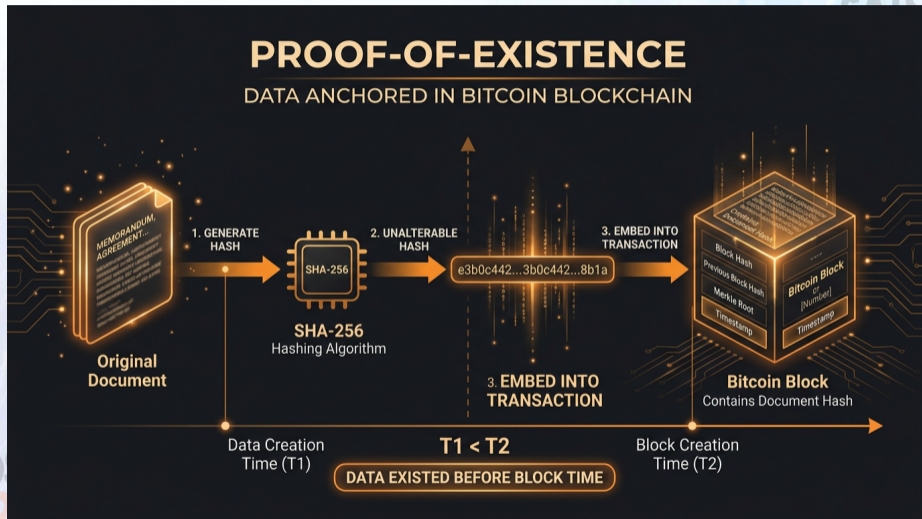 PROOF-OF-EXISTENCE
DATA ANCHORED IN BITCOIN BLOCKCHAIN
MEMORANDUM,
AGREEMENT...
Original
Document
1. GENERATE
HASH
SHA-256
SHA-256
Hashing Algorithm
2. UNALTERABLE
HASH
e3b0c442...3b0c442...8b1a
3. EMBED INTO
TRANSACTION
3. EMBED INTO
TRANSACTION
Block Hash
Previous Block Hash
Merkle Root
Timestamp
Bitcoin Block
or
[Number]
Timestamp
Bitcoin Block
Contains Document Hash
Data Creation
Time (T1)
T1 < T2
DATA EXISTED BEFORE BLOCK TIME
Block Creation
Time (T2)